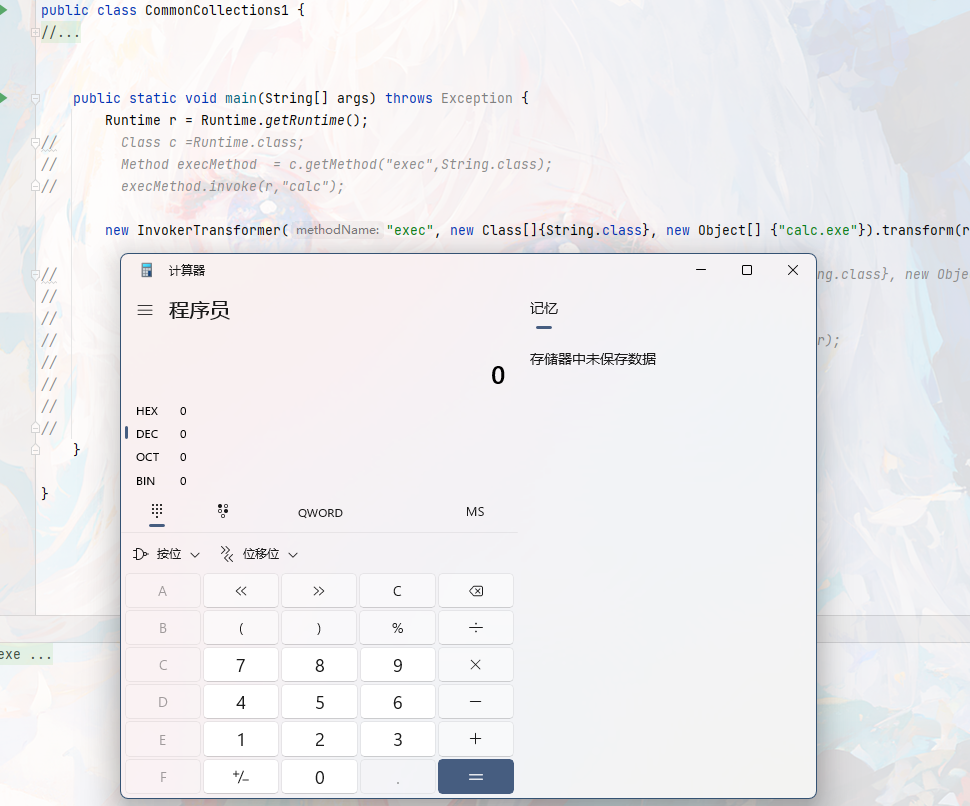 public class CommonCollections1 {
//...
public static void main(String[] args) throws Exception {
Runtime r = Runtime.getRuntime();
// Class c =Runtime.class;
// Method execMethod = c.getMethod("exec",String.class);
// execMethod.invoke(r,"calc");
new InvokerTransformer( methodName: "exec", new Class[]{String.class}, new Object[] {"calc.exe"}).transform(r
// ng.class}, new Obje
//
//
// r);
//
//
//
//
}
}
exe ...
计算器
程序员
记忆
存储器中未保存数据
0
HEX 0
DEC 0
OCT 0
BIN 0
QWORD MS
按位 位移位
A << >> C
B ( ) % ÷
C 7 8 9 ×
D 4 5 6 −
E 1 2 3 +
F +/− 0 . =